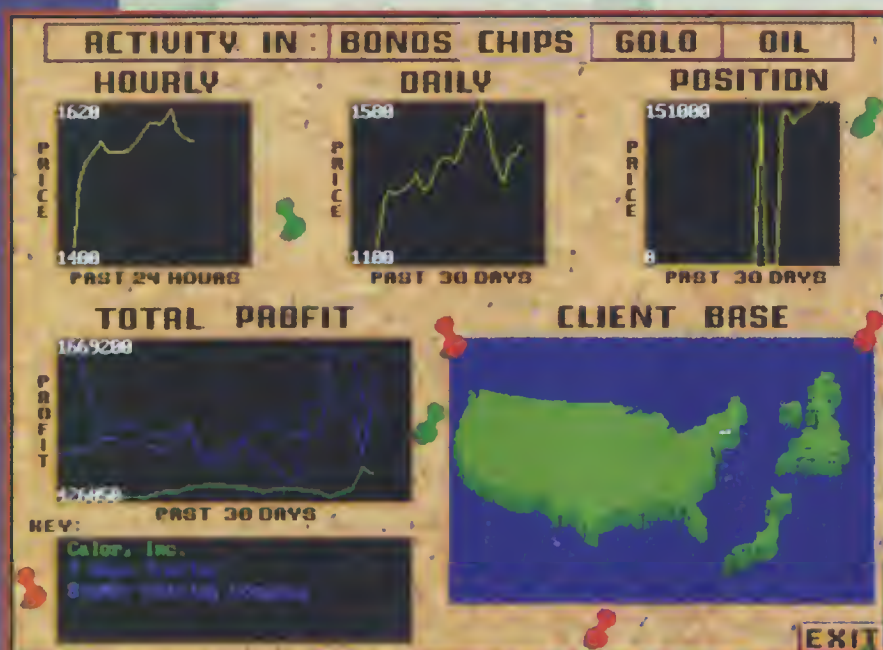 ACTIVITY IN: BONDS CHIPS GOLD OIL
HOURLY
DAILY
POSITION
1620
1400
PRICE
PAST 24 HOURS
1500
1100
PRICE
PAST 30 DAYS
151000
0
PRICE
PAST 30 DAYS
TOTAL PROFIT
CLIENT BASE
1669200
PROFIT
PAST 30 DAYS
KEY:
Calor, Inc.
EXIT